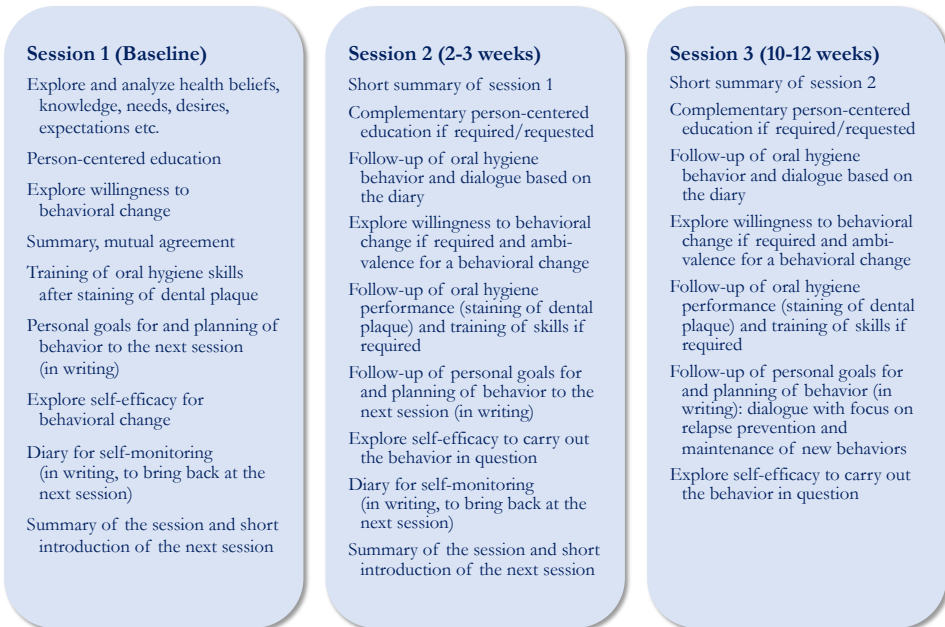 Session 1 (Baseline)
Explore and analyze health beliefs,
knowledge, needs, desires,
expectations etc.
Person-centered education
Explore willingness to
behavioral change
Summary, mutual agreement
Training of oral hygiene skills
after staining of dental plaque
Personal goals for and planning of
behavior to the next session
(in writing)
Explore self-efficacy for
behavioral change
Diary for self-monitoring
(in writing, to bring back at the
next session)
Summary of the session and short
introduction of the next session
Session 2 (2-3 weeks)
Short summary of session 1
Complementary person-centered
education if required/requested
Follow-up of oral hygiene
behavior and dialogue based on
the diary
Explore willingness to behavioral
change if required and ambi-
valence for a behavioral change
Follow-up of oral hygiene
performance (staining of dental
plaque) and training of skills if
required
Follow-up of personal goals for
and planning of behavior to the
next session (in writing)
Explore self-efficacy to carry out
the behavior in question
Diary for self-monitoring
(in writing, to bring back at the
next session)
Summary of the session and short
introduction of the next session
Session 3 (10-12 weeks)
Short summary of session 2
Complementary person-centered
education if required/requested
Follow-up of oral hygiene
behavior and dialogue based on
the diary
Explore willingness to behavioral
change if required and ambi-
valence for a behavioral change
Follow-up of oral hygiene
performance (staining of dental
plaque) and training of skills if
required
Follow-up of personal goals for
and planning of behavior (in
writing): dialogue with focus on
relapse prevention and
maintenance of new behaviors
Explore self-efficacy to carry out
the behavior in question